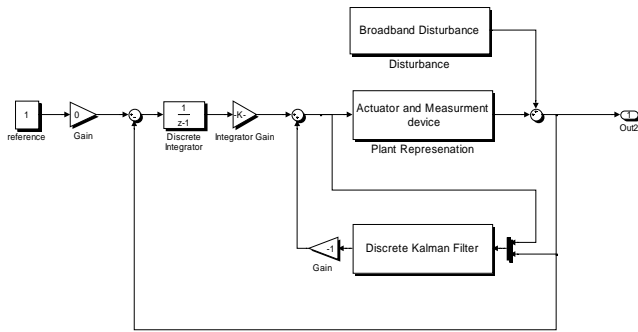 Broadband Disturbance
Disturbance
1
reference
0
Gain
1
z-1
Discrete
Integrator
-K-
Integrator Gain
Actuator and Measurment
device
Plant Represenation
1
Out2
-1
Gain
Discrete Kalman Filter